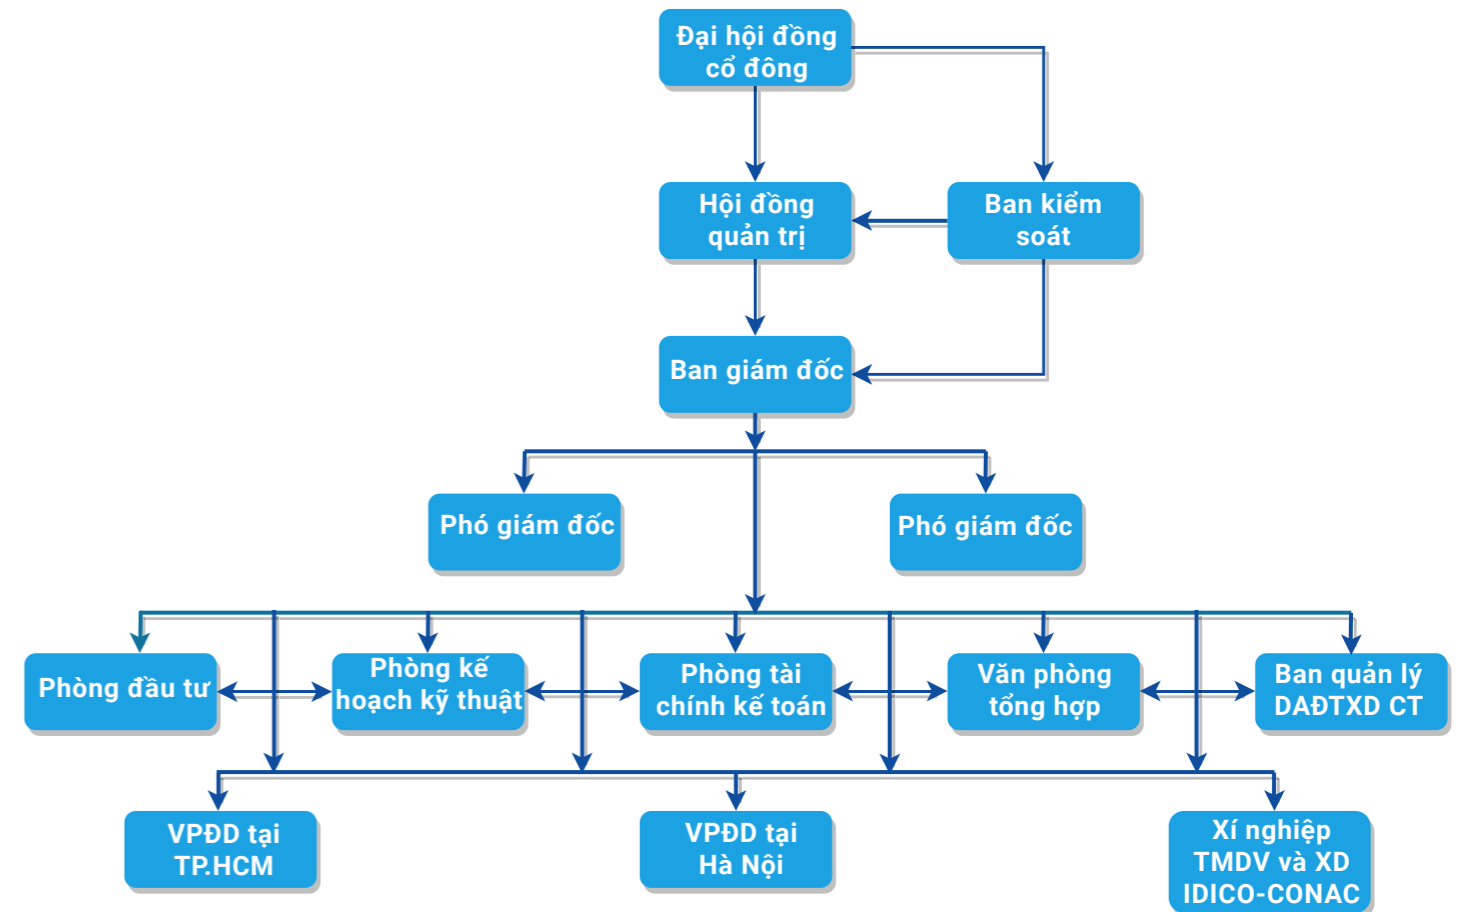 Đại hội đồng
cổ đông
Hội đồng
quản trị
Ban kiểm
soát
Ban giám đốc
Phó giám đốc
Phó giám đốc
Phòng đầu tư
Phòng kế
hoạch kỹ thuật
Phòng tài
chính kế toán
Văn phòng
tổng hợp
Ban quản lý
DAĐTXD CT
VPĐD tại
TP.HCM
VPĐD tại
Hà Nội
Xí nghiệp
TMDV và XD
IDICO-CONAC